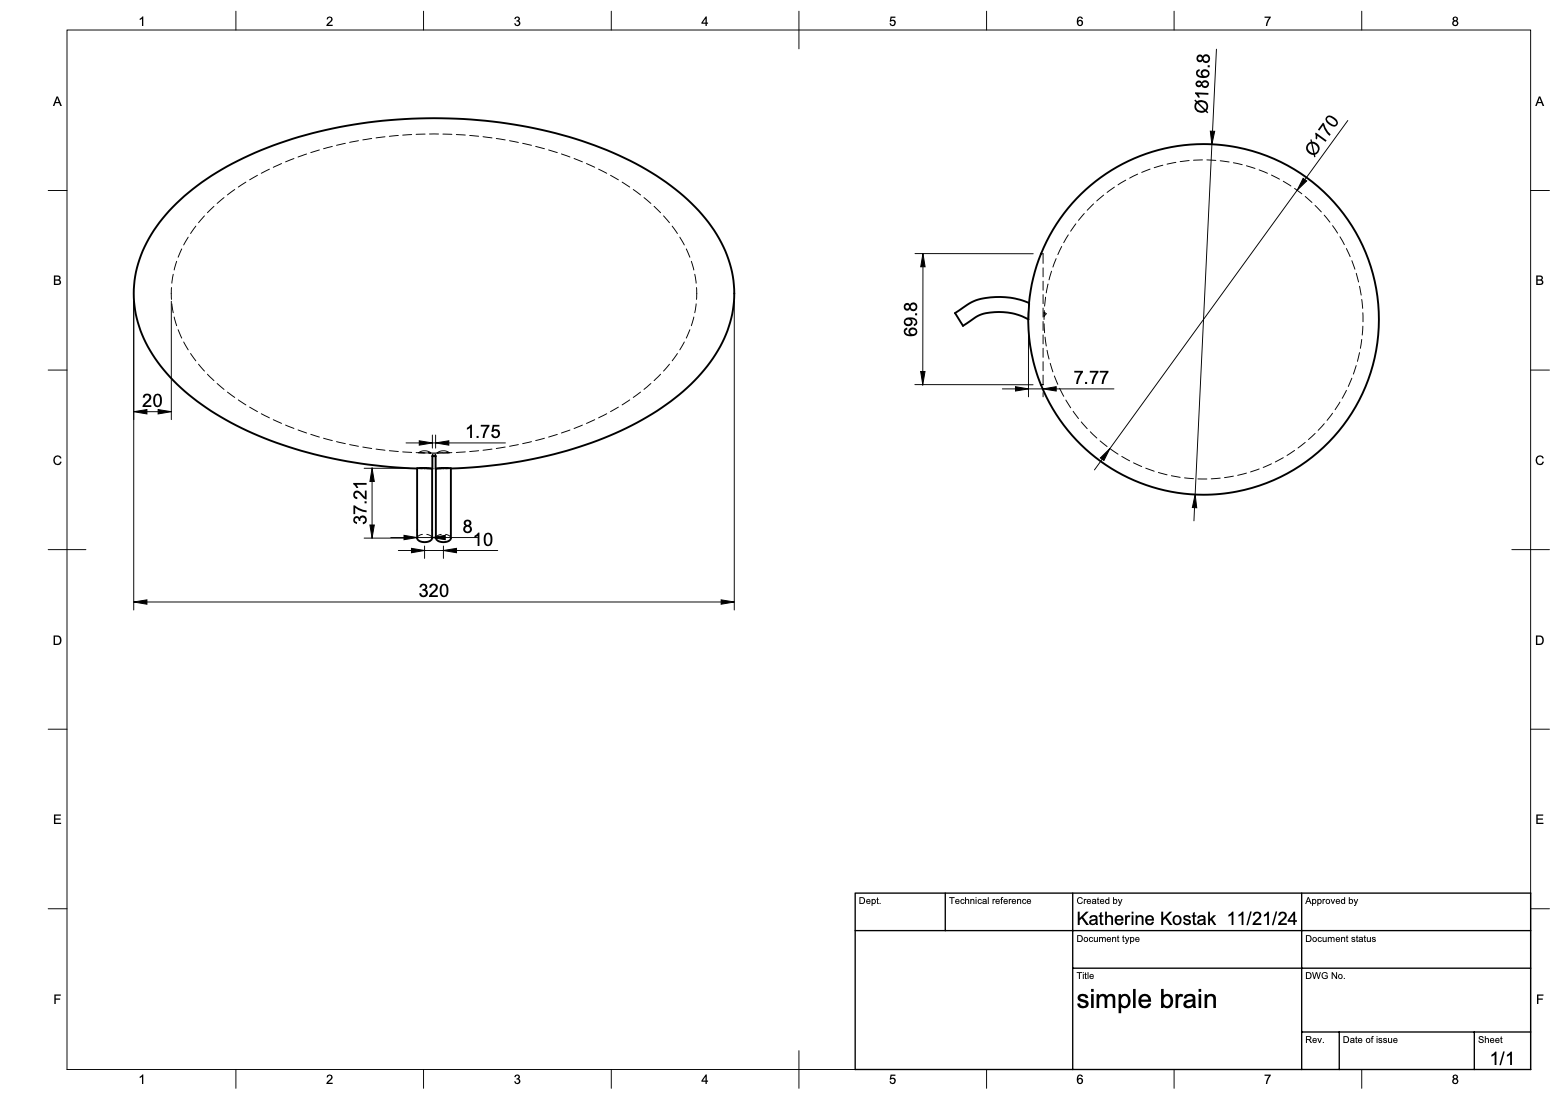 1 2 3 4 5 6 7 8
A A
B B
C C
D D
E E
F F
20
1.75
37.21
8
10
320
Ø186.8
Ø170
69.8
7.77
Dept.
Technical reference
Created by
Katherine Kostak 11/21/24
Approved by
Document type
Document status
Title
simple brain
DWG No.
Rev.
Date of issue
Sheet
1/1
1 2 3 4 5 6 7 8